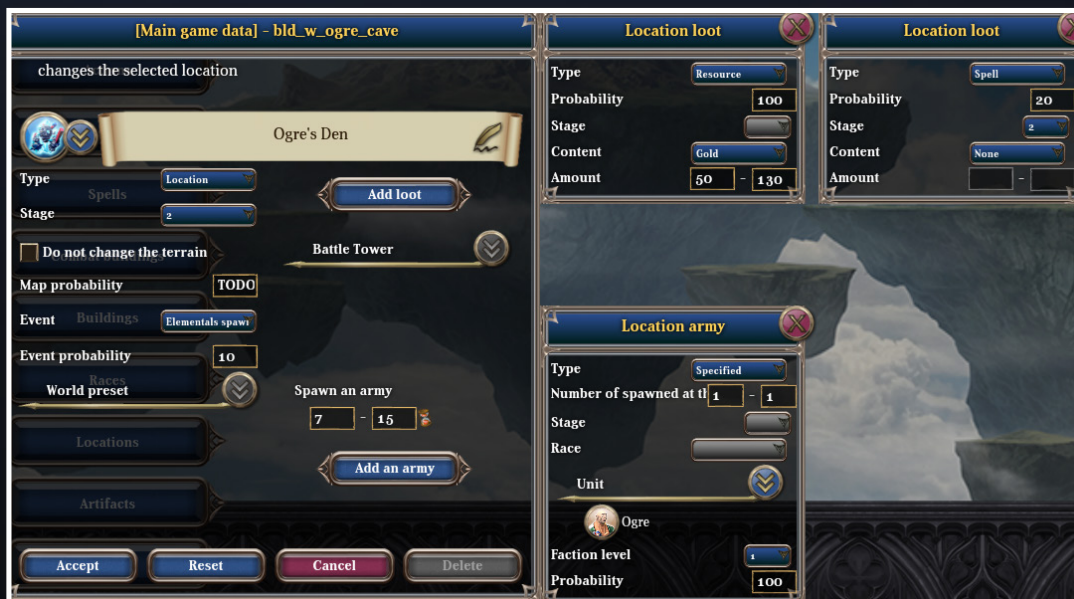 [Main game data] - bld_w_ogre_cave
changes the selected location
Ogre's Den
Type
Location
Spells
Stage
2
Add loot
Do not change the terrain
Battle Tower
Map probability
TODO
Event
Buildings
Event probability
10
Races
World preset
Spawn an army
7 - 15
Locations
Add an army
Artifacts
Accept
Reset
Cancel
Delete
Location loot
Type
Resource
Probability
100
Stage
Content
Gold
Amount
50 - 130
Location loot
Type
Spell
Probability
20
Stage
2
Content
None
Amount
-
Location army
Type
Specified
Number of spawned at
1 - 1
Stage
Race
Unit
Ogre
Faction level
1
Probability
100